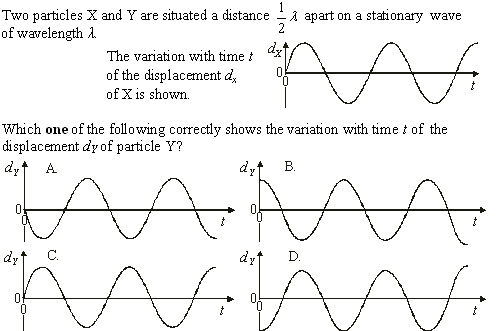 Two particles X and Y are situated a distance 1/2 λ apart on a stationary wave
of wavelength λ.
The variation with time t
of the displacement dx
of X is shown.
dX
0
t
Which one of the following correctly shows the variation with time t of the
displacement dY of particle Y?
dY
A.
0
0
t
dY
B.
0
0
t
dY
C.
0
0
t
dY
D.
0
0
t